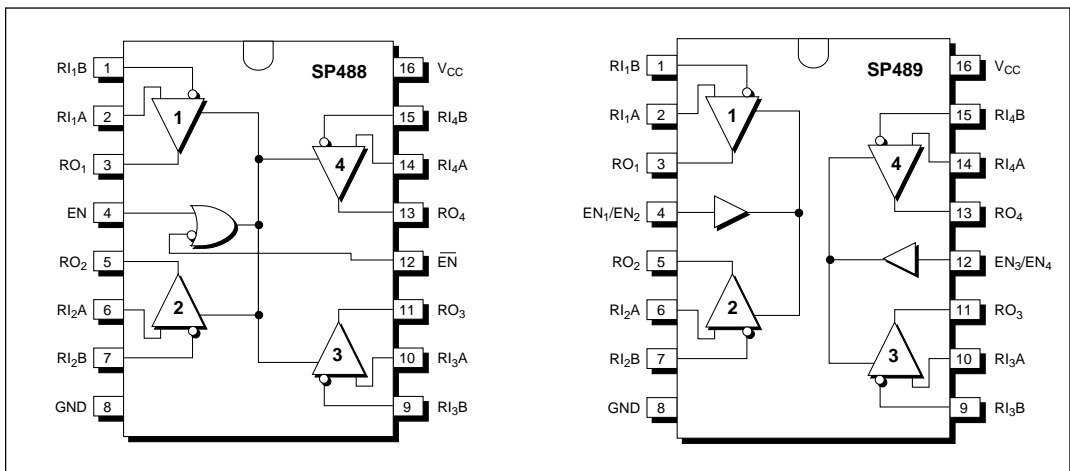 SP488
RI₁B 1
RI₁A 2
RO₁ 3
EN 4
RO₂ 5
RI₂A 6
RI₂B 7
GND 8
16 V_CC
15 RI₄B
14 RI₄A
13 RO₄
12 E̅N̅
11 RO₃
10 RI₃A
9 RI₃B
1
4
2
3
SP489
RI₁B 1
RI₁A 2
RO₁ 3
EN₁/EN₂ 4
RO₂ 5
RI₂A 6
RI₂B 7
GND 8
16 V_CC
15 RI₄B
14 RI₄A
13 RO₄
12 EN₃/EN₄
11 RO₃
10 RI₃A
9 RI₃B
1
4
2
3